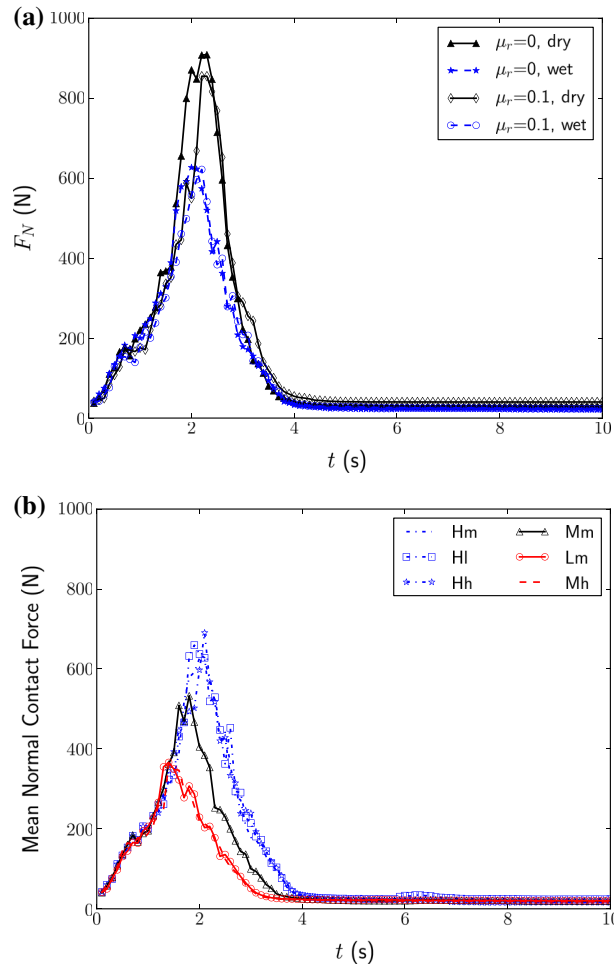 (a)
1000
800
600
400
200
0
F_N (N)
μ_r=0, dry
μ_r=0, wet
μ_r=0.1, dry
μ_r=0.1, wet
0 2 4 6 8 10
t (s)
(b)
1000
800
600
400
200
0
Mean Normal Contact Force (N)
Hm Mm
Hl Lm
Hh Mh
0 2 4 6 8 10
t (s)